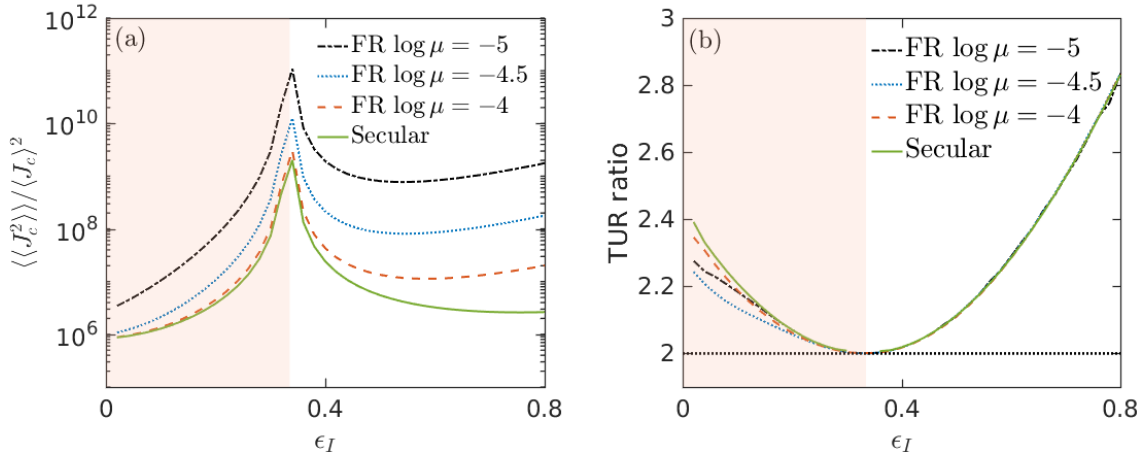 (a)
10^12
10^10
10^8
10^6
⟨⟨J_c^2⟩⟩/⟨J_c⟩^2
FR log μ = −5
FR log μ = −4.5
FR log μ = −4
Secular
0
0.4
0.8
ϵ_I
(b)
3
2.8
2.6
2.4
2.2
2
TUR ratio
FR log μ = −5
FR log μ = −4.5
FR log μ = −4
Secular
0
0.4
0.8
ϵ_I